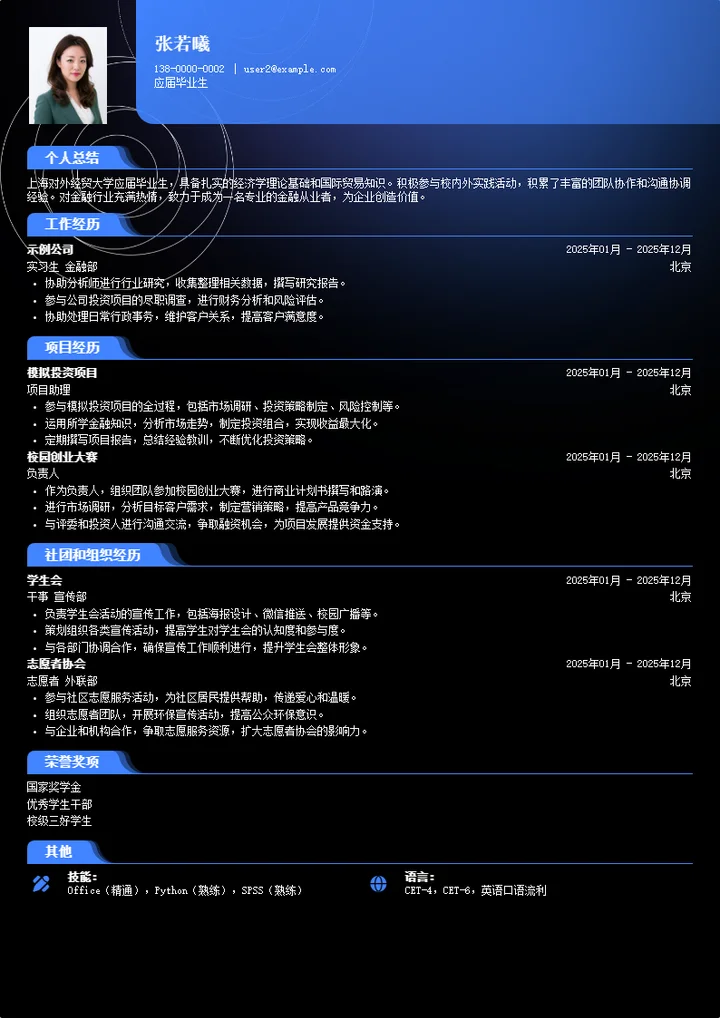 张若曦
138-0000-0002 | user2@example.com
应届毕业生
个人总结
上海对外经贸大学应届毕业生，具备扎实的经济学理论基础和国际贸易知识。积极参与校内外实践活动，积累了丰富的团队协作和沟通协调
经验。对金融行业充满热情，致力于成为一名专业的金融从业者，为企业创造价值。
工作经历
示创公司 2025年01月 - 2025年12月
实习生 金融部 北京
• 协助分析师进行行业研究，收集整理相关数据，撰写研究报告。
• 参与公司投资项目的尽职调查，进行财务分析和风险评估。
• 协助处理日常行政事务，维护客户关系，提高客户满意度。
项目经历
模拟投资项目 2025年01月 - 2025年12月
项目助理 北京
• 参与模拟投资项目的全过程，包括市场调研、投资策略制定、风险控制等。
• 运用所学金融知识，分析市场走势，制定投资组合，实现收益最大化。
• 定期撰写项目报告，总结经验教训，不断优化投资策略。
校园创业大赛 2025年01月 - 2025年12月
负责人 北京
• 作为负责人，组织团队参加校园创业大赛，进行商业计划书撰写和路演。
• 进行市场调研，分析目标客户需求，制定营销策略，提高产品竞争力。
• 与评委和投资人进行沟通交流，争取融资机会，为项目发展提供资金支持。
社团和组织经历
学生会 2025年01月 - 2025年12月
干事 宣传部 北京
• 负责学生会活动的宣传工作，包括海报设计、微信推送、校园广播等。
• 策划组织各类宣传活动，提高学生对学生会的认知度和参与度。
• 与各部门协调合作，确保宣传工作顺利进行，提升学生会整体形象。
志愿者协会 2025年01月 - 2025年12月
志愿者 外联部 北京
• 参与社区志愿服务活动，为社区居民提供帮助，传递爱心和温暖。
• 组织志愿者团队，开展环保宣传活动，提高公众环保意识。
• 与企业和机构合作，争取志愿服务资源，扩大志愿者协会的影响力。
荣誉奖项
国家奖学金
优秀学生干部
校级三好学生
其他
技能：
Office（精通），Python（熟练），SPSS（熟练）
语言：
CET-4，CET-6，英语口语流利